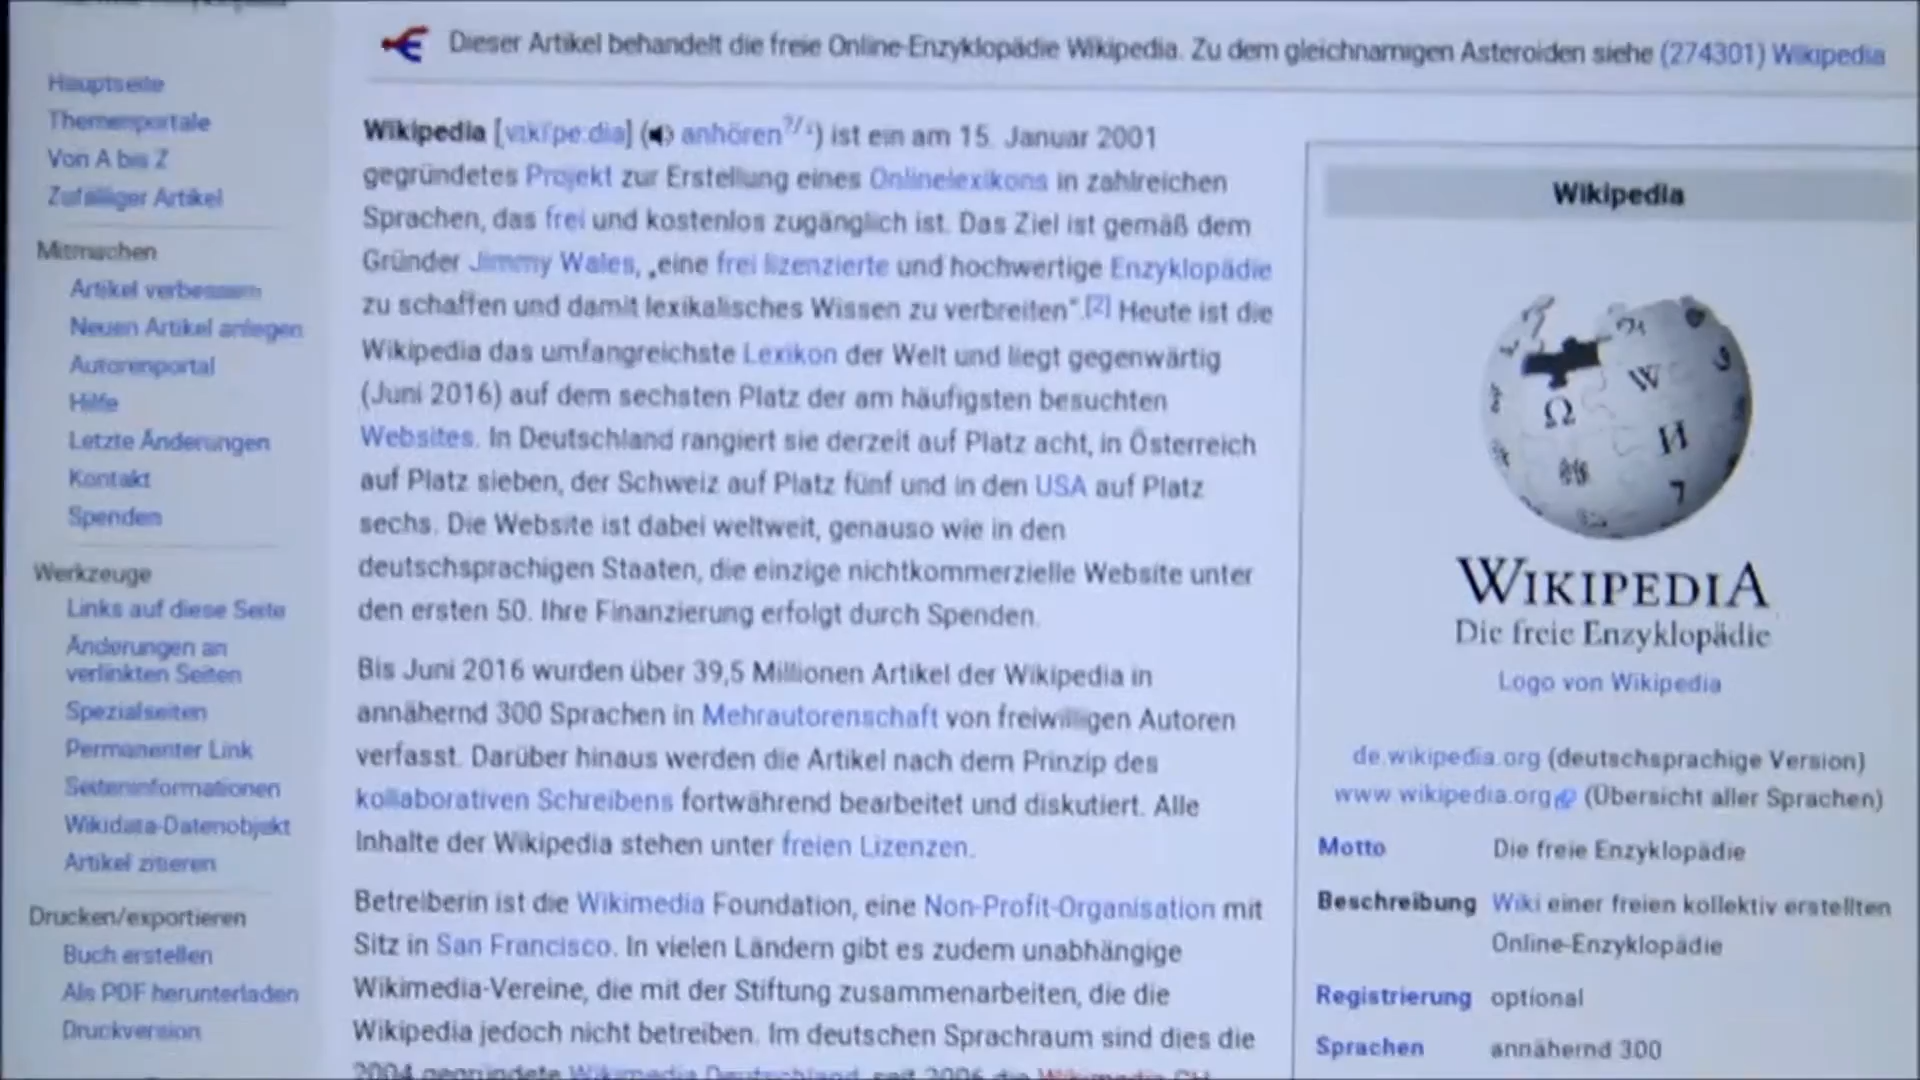 Dieser Artikel behandelt die freie Online-Enzyklopädie Wikipedia. Zu dem gleichnamigen Asteroiden siehe (274301) Wikipedia
Hauptseite
Themenportale
Von A bis Z
Zufälliger Artikel
Mitmachen
Artikel verbessern
Neuen Artikel anlegen
Autorenportal
Hilfe
Letzte Änderungen
Kontakt
Spenden
Werkzeuge
Links auf diese Seite
Änderungen an
verlinkten Seiten
Spezialseiten
Permanenter Link
Seiteninformationen
Wikidata-Datenobjekt
Artikel zitieren
Drucken/exportieren
Buch erstellen
Als PDF herunterladen
Druckversion
Wikipedia [vɪkiˈpeːdia] (anhören?/i) ist ein am 15. Januar 2001
gegründetes Projekt zur Erstellung eines Onlinelexikons in zahlreichen
Sprachen, das frei und kostenlos zugänglich ist. Das Ziel ist gemäß dem
Gründer Jimmy Wales, „eine frei lizenzierte und hochwertige Enzyklopädie
zu schaffen und damit lexikalisches Wissen zu verbreiten“.[2] Heute ist die
Wikipedia das umfangreichste Lexikon der Welt und liegt gegenwärtig
(Juni 2016) auf dem sechsten Platz der am häufigsten besuchten
Websites. In Deutschland rangiert sie derzeit auf Platz acht, in Österreich
auf Platz sieben, der Schweiz auf Platz fünf und in den USA auf Platz
sechs. Die Website ist dabei weltweit, genauso wie in den
deutschsprachigen Staaten, die einzige nichtkommerzielle Website unter
den ersten 50. Ihre Finanzierung erfolgt durch Spenden.
Bis Juni 2016 wurden über 39,5 Millionen Artikel der Wikipedia in
annähernd 300 Sprachen in Mehrautorenschaft von freiwilligen Autoren
verfasst. Darüber hinaus werden die Artikel nach dem Prinzip des
kollaborativen Schreibens fortwährend bearbeitet und diskutiert. Alle
Inhalte der Wikipedia stehen unter freien Lizenzen.
Betreiberin ist die Wikimedia Foundation, eine Non-Profit-Organisation mit
Sitz in San Francisco. In vielen Ländern gibt es zudem unabhängige
Wikimedia-Vereine, die mit der Stiftung zusammenarbeiten, die die
Wikipedia jedoch nicht betreiben. Im deutschen Sprachraum sind dies die
2004 gegründete Wikimedia Deutschland, seit 2006 die Wikimedia CH
Wikipedia
Ω W И 7
WIKIPEDIA
Die freie Enzyklopädie
Logo von Wikipedia
de.wikipedia.org (deutschsprachige Version)
www.wikipedia.org (Übersicht aller Sprachen)
Motto Die freie Enzyklopädie
Beschreibung Wiki einer freien kollektiv erstellten
Online-Enzyklopädie
Registrierung optional
Sprachen annähernd 300